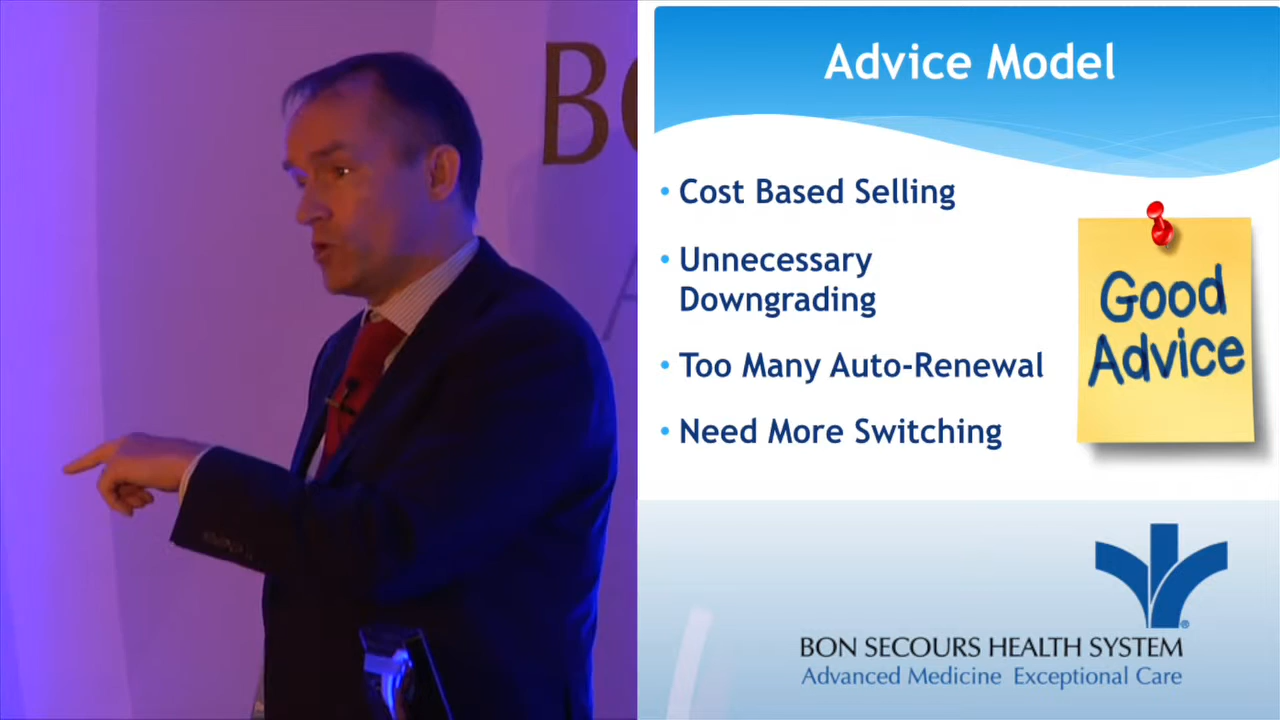 Advice Model
• Cost Based Selling
• Unnecessary
Downgrading
• Too Many Auto-Renewal
• Need More Switching
Good
Advice
BON SECOURS HEALTH SYSTEM
Advanced Medicine Exceptional Care